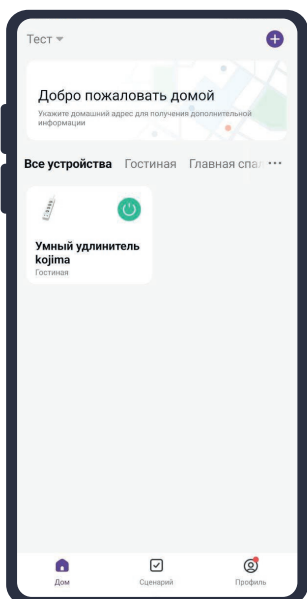 Тест
Добро пожаловать домой
Укажите домашний адрес для получения дополнительной
информации
Все устройства Гостиная Главная спа
Умный удлинитель
kojima
Гостиная
Дом Сценарий Профиль